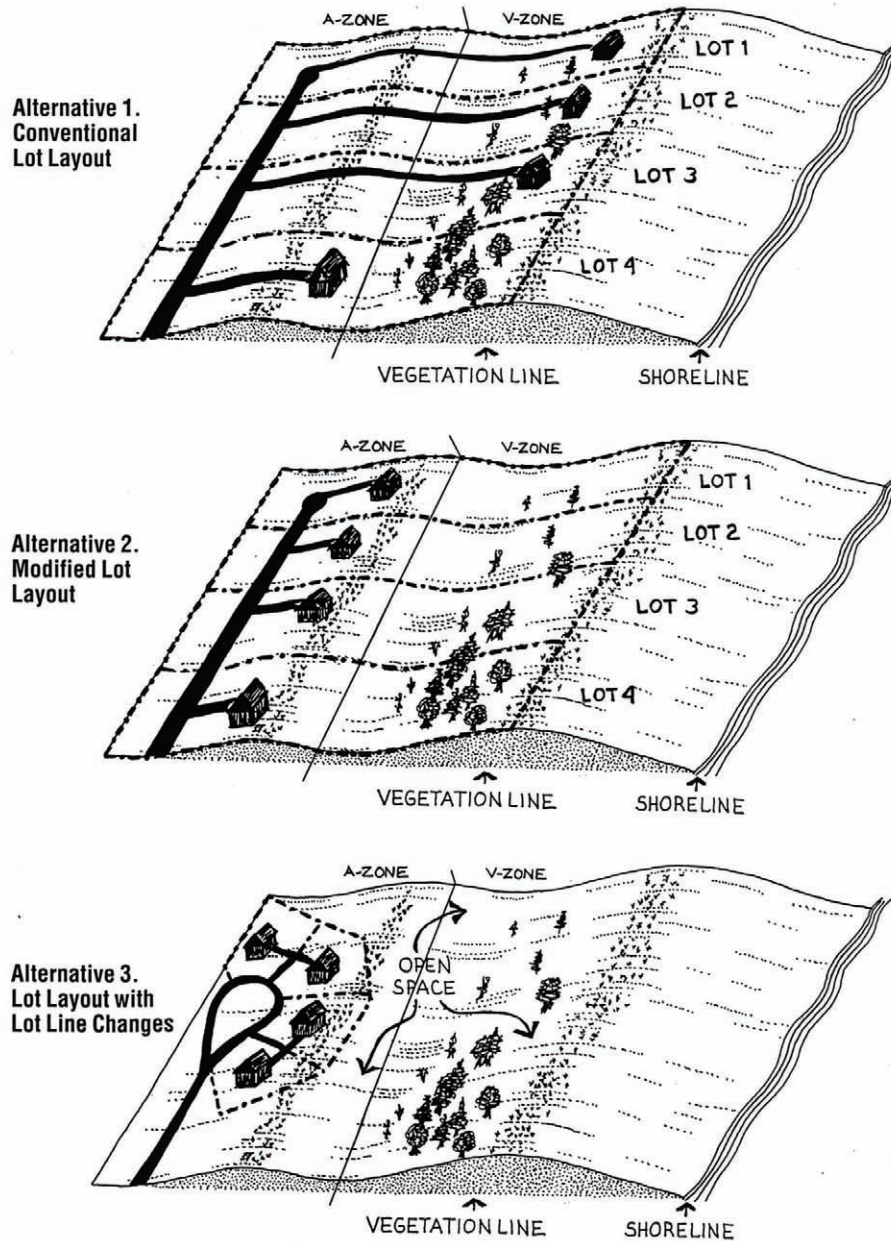 A-ZONE
V-ZONE
Alternative 1.
Conventional
Lot Layout
LOT 1
LOT 2
LOT 3
LOT 4
VEGETATION LINE
SHORELINE
A-ZONE
V-ZONE
Alternative 2.
Modified Lot
Layout
LOT 1
LOT 2
LOT 3
LOT 4
VEGETATION LINE
SHORELINE
A-ZONE
V-ZONE
Alternative 3.
Lot Layout with
Lot Line Changes
OPEN
SPACE
VEGETATION LINE
SHORELINE